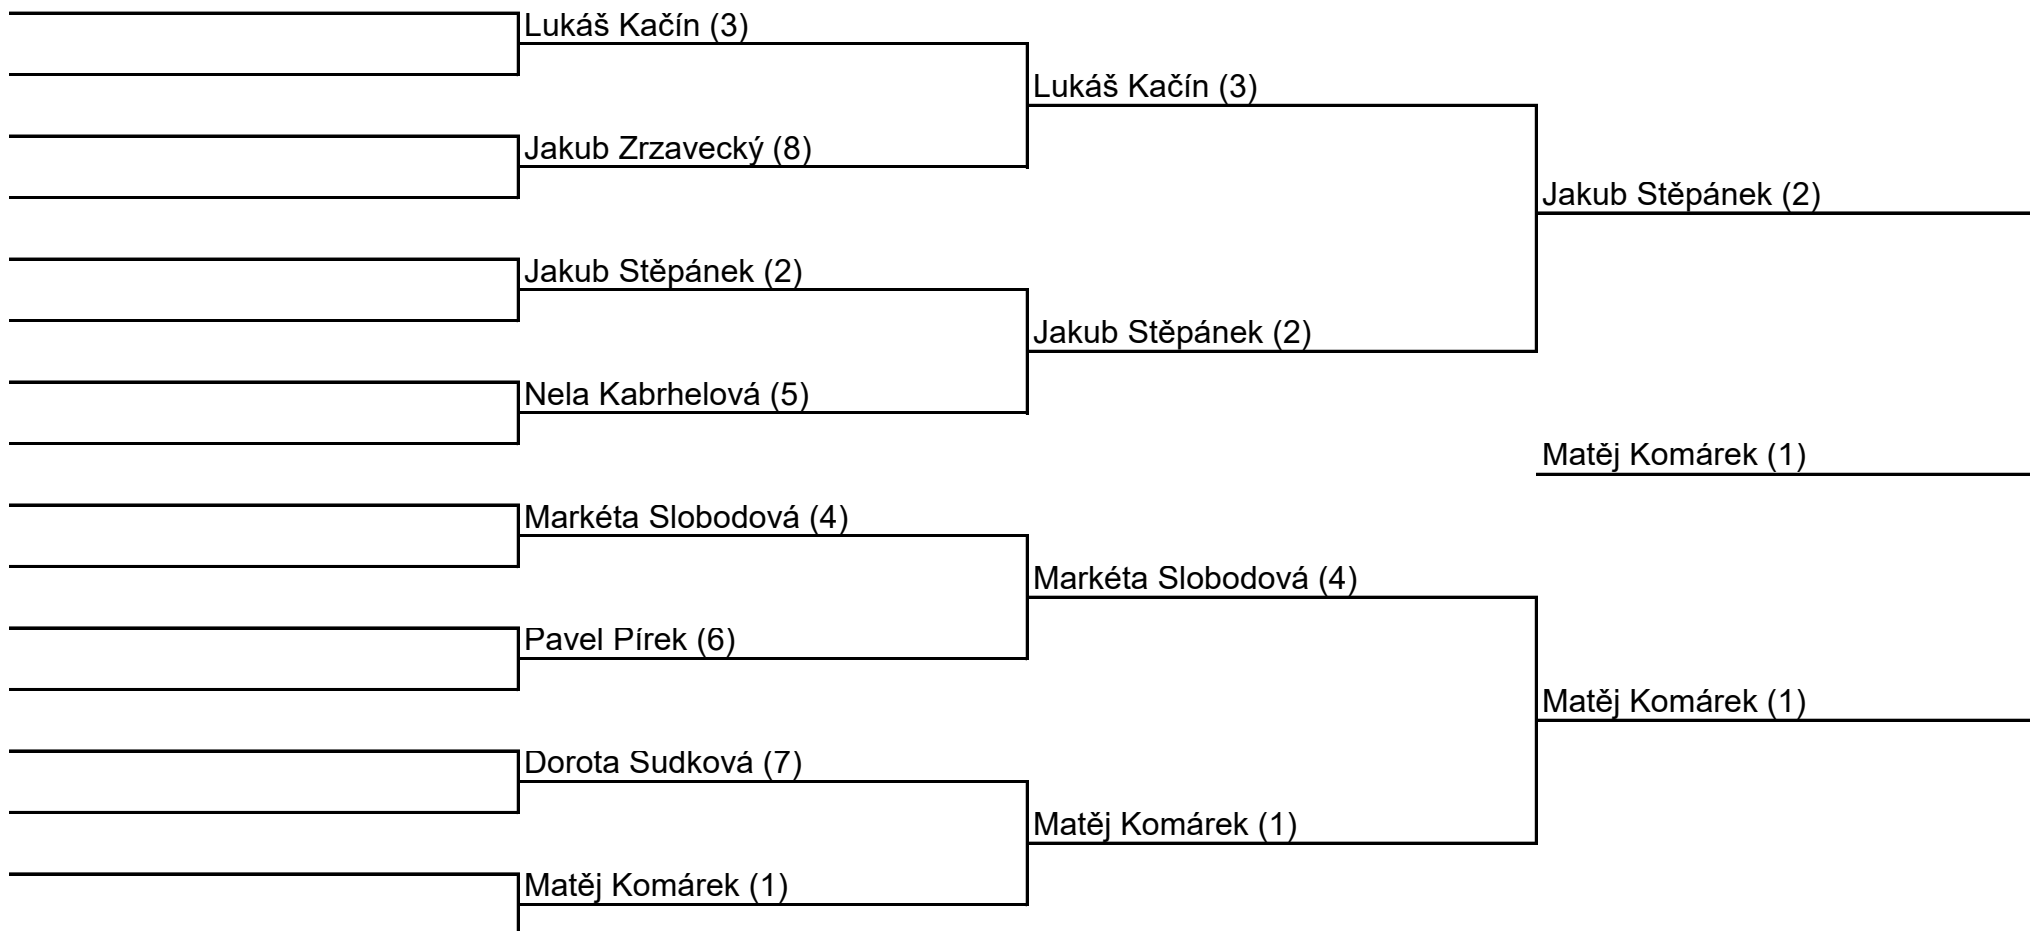 Lukáš Kačín (3)
Jakub Zrzavecký (8)
Jakub Stěpánek (2)
Nela Kabrhelová (5)
Markéta Slobodová (4)
Pavel Pírek (6)
Dorota Sudková (7)
Matěj Komárek (1)
Lukáš Kačín (3)
Jakub Stěpánek (2)
Markéta Slobodová (4)
Matěj Komárek (1)
Jakub Stěpánek (2)
Matěj Komárek (1)
Matěj Komárek (1)